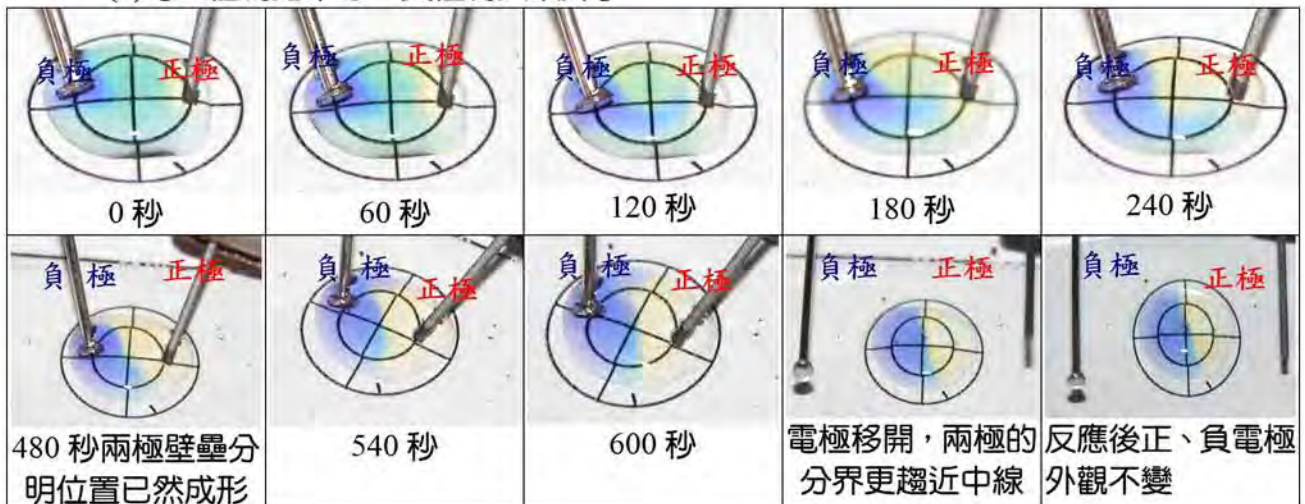 負極 正極
負極 正極
負極 正極
負極 正極
負極 正極
0 秒
60 秒
120 秒
180 秒
240 秒
負極 正極
負極 正極
負極 正極
負極 正極
負極 正極
480 秒兩極壁壘分
明位置已然成形
540 秒
600 秒
電極移開，兩極的
分界更趨近中線
反應後正、負電極
外觀不變